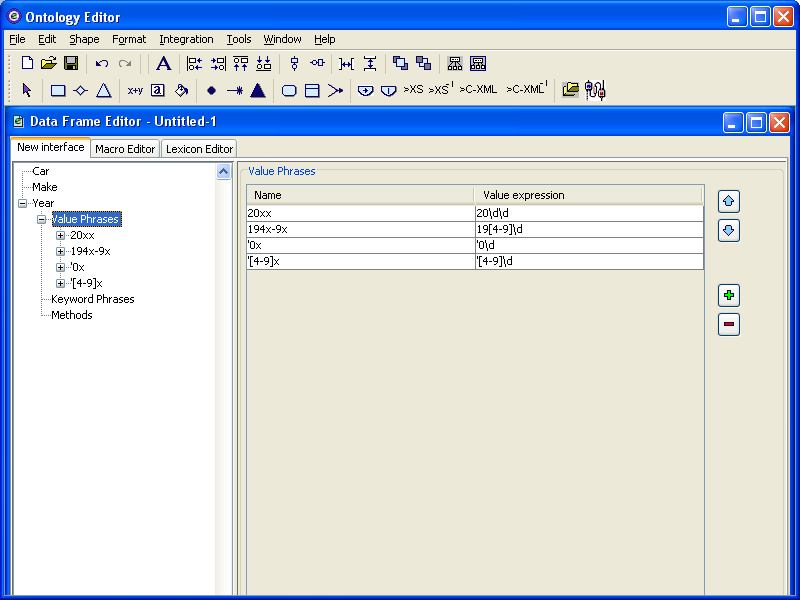 Ontology Editor
File Edit Shape Format Integration Tools Window Help
A
x+y a >XS >XS⁻¹ >C-XML >C-XML⁻¹
Data Frame Editor - Untitled-1
New interface Macro Editor Lexicon Editor
Car
Make
Year
Value Phrases
20xx
194x-9x
'0x
'[4-9]x
Keyword Phrases
Methods
Value Phrases
Name Value expression
20xx 20\d\d
194x-9x 19[4-9]\d
'0x '0\d
'[4-9]x '[4-9]\d